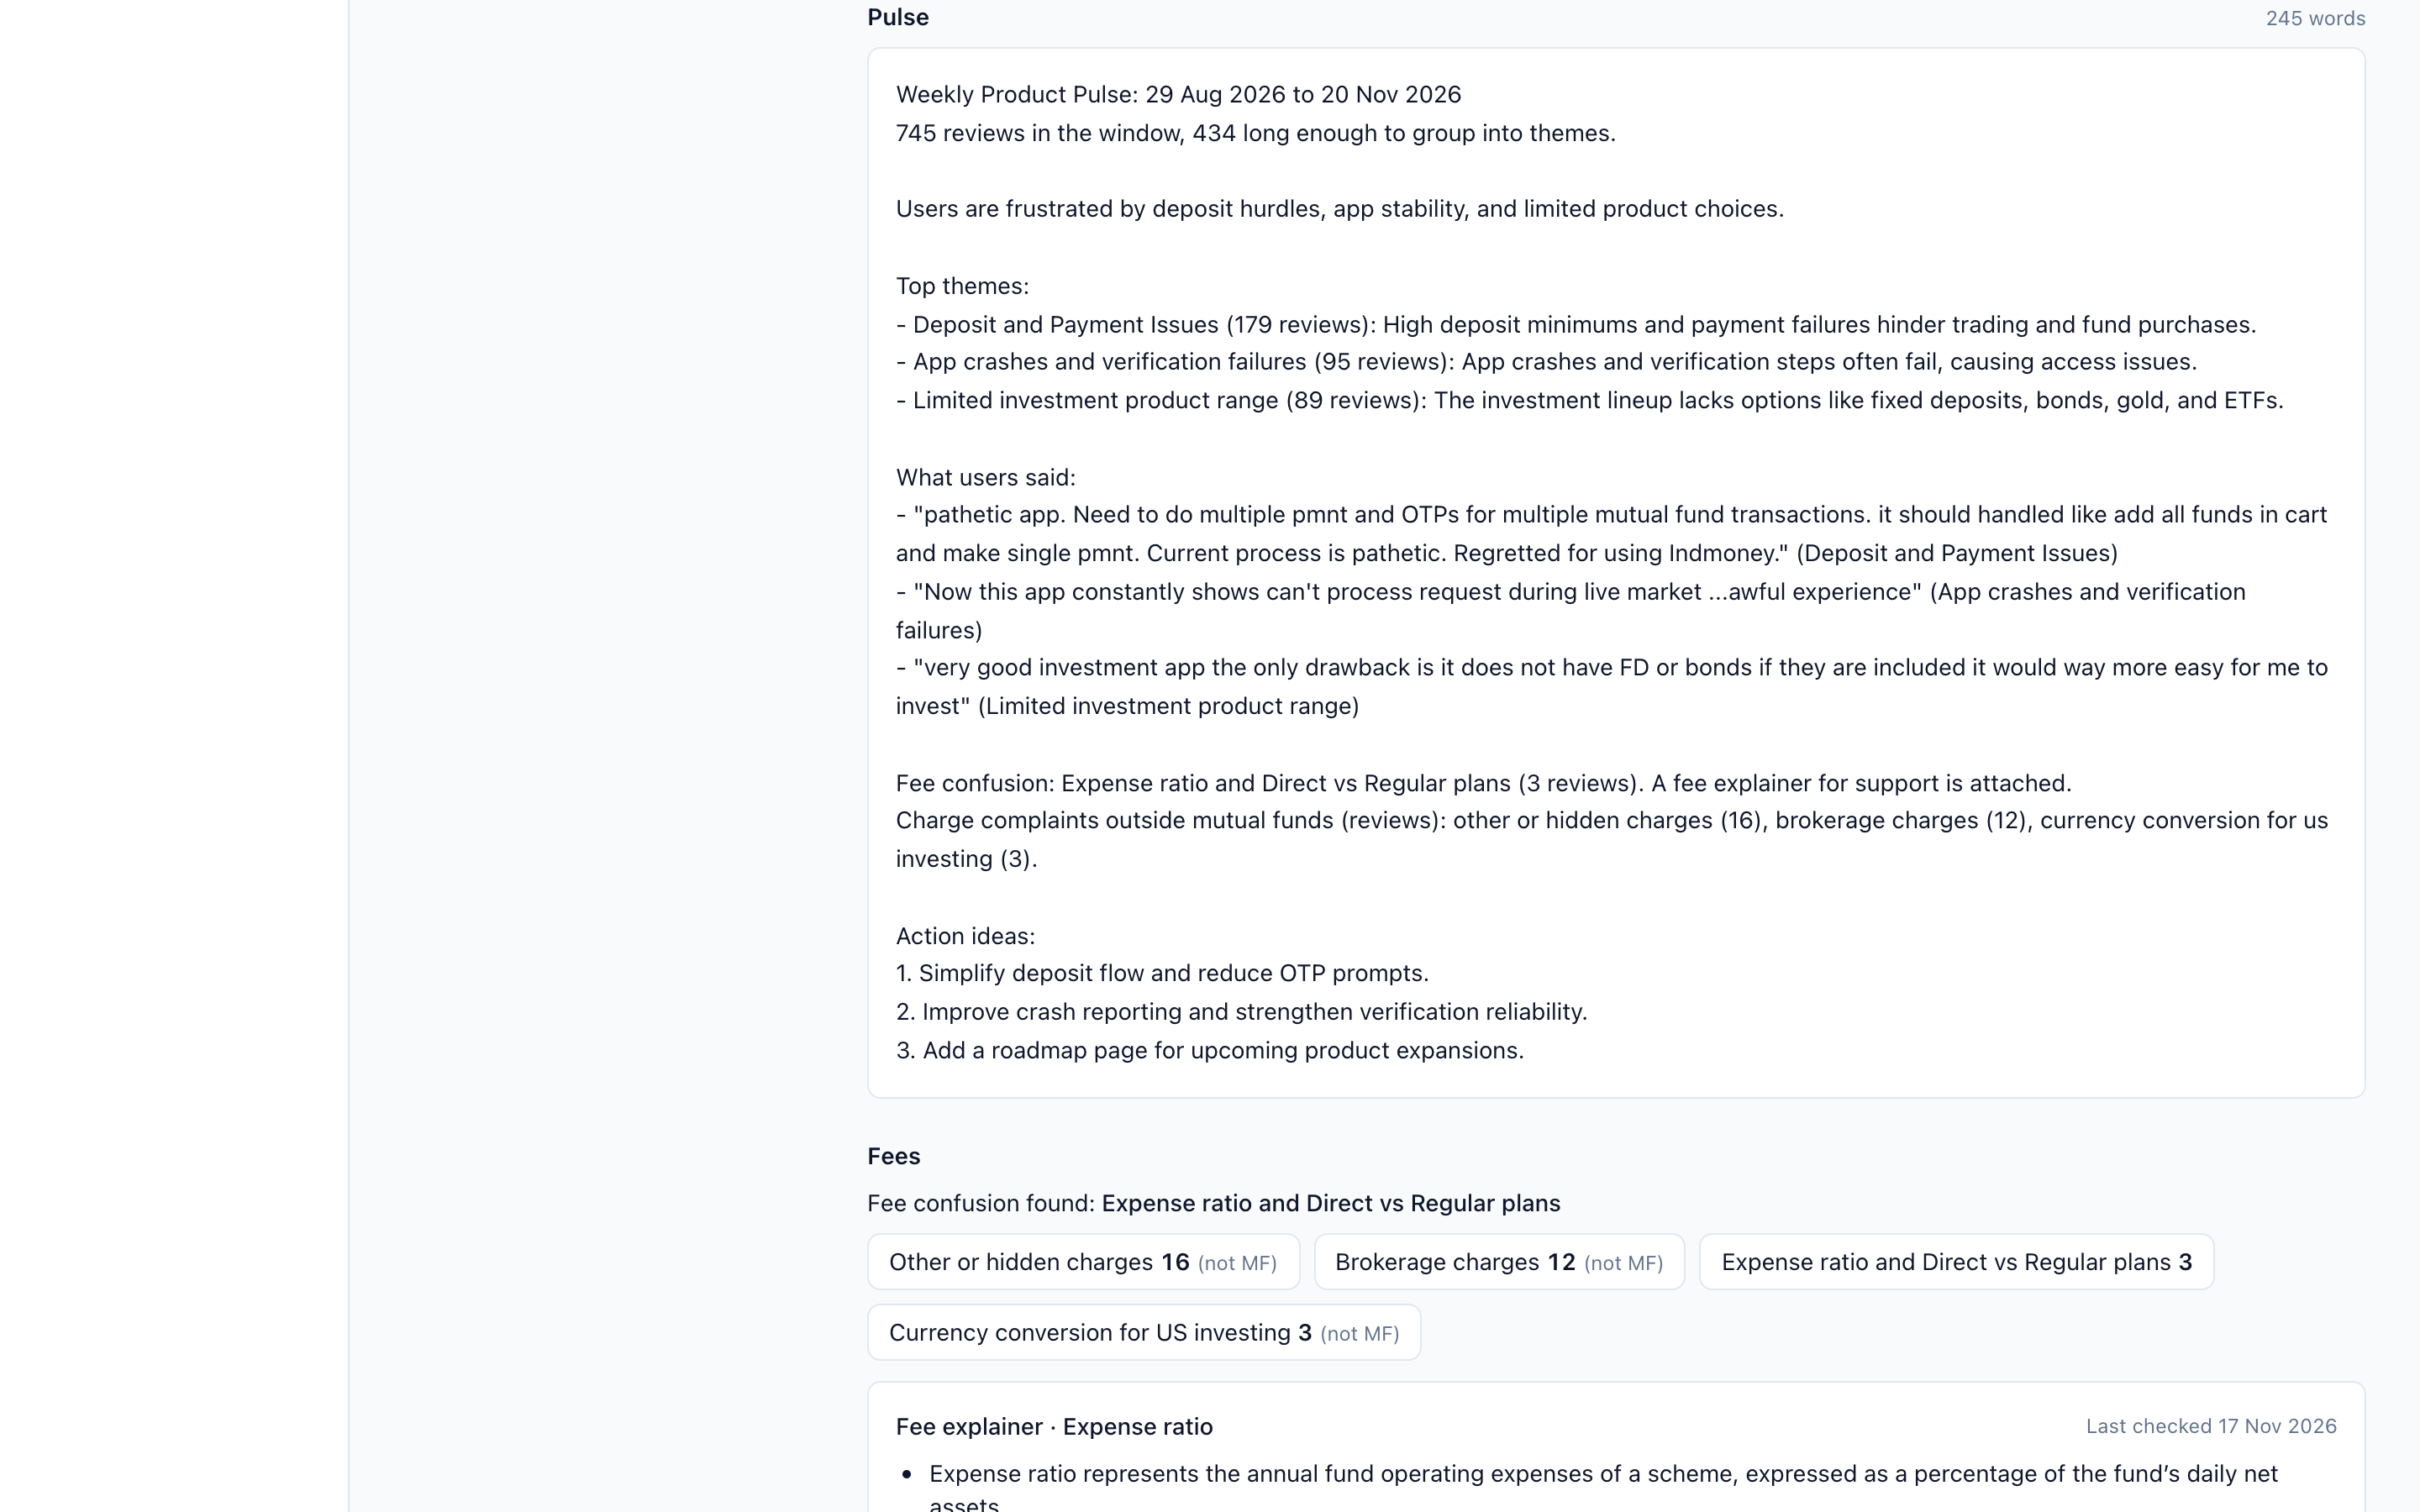 Pulse
245 words
Weekly Product Pulse: 29 Aug 2026 to 20 Nov 2026
745 reviews in the window, 434 long enough to group into themes.
Users are frustrated by deposit hurdles, app stability, and limited product choices.
Top themes:
- Deposit and Payment Issues (179 reviews): High deposit minimums and payment failures hinder trading and fund purchases.
- App crashes and verification failures (95 reviews): App crashes and verification steps often fail, causing access issues.
- Limited investment product range (89 reviews): The investment lineup lacks options like fixed deposits, bonds, gold, and ETFs.
What users said:
- "pathetic app. Need to do multiple pmnt and OTPs for multiple mutual fund transactions. it should handled like add all funds in cart
and make single pmnt. Current process is pathetic. Regretted for using Indmoney." (Deposit and Payment Issues)
- "Now this app constantly shows can't process request during live market ...awful experience" (App crashes and verification
failures)
- "very good investment app the only drawback is it does not have FD or bonds if they are included it would way more easy for me to
invest" (Limited investment product range)
Fee confusion: Expense ratio and Direct vs Regular plans (3 reviews). A fee explainer for support is attached.
Charge complaints outside mutual funds (reviews): other or hidden charges (16), brokerage charges (12), currency conversion for us
investing (3).
Action ideas:
1. Simplify deposit flow and reduce OTP prompts.
2. Improve crash reporting and strengthen verification reliability.
3. Add a roadmap page for upcoming product expansions.
Fees
Fee confusion found: Expense ratio and Direct vs Regular plans
Other or hidden charges 16 (not MF)
Brokerage charges 12 (not MF)
Expense ratio and Direct vs Regular plans 3
Currency conversion for US investing 3 (not MF)
Fee explainer · Expense ratio
Last checked 17 Nov 2026
• Expense ratio represents the annual fund operating expenses of a scheme, expressed as a percentage of the fund’s daily net
assets